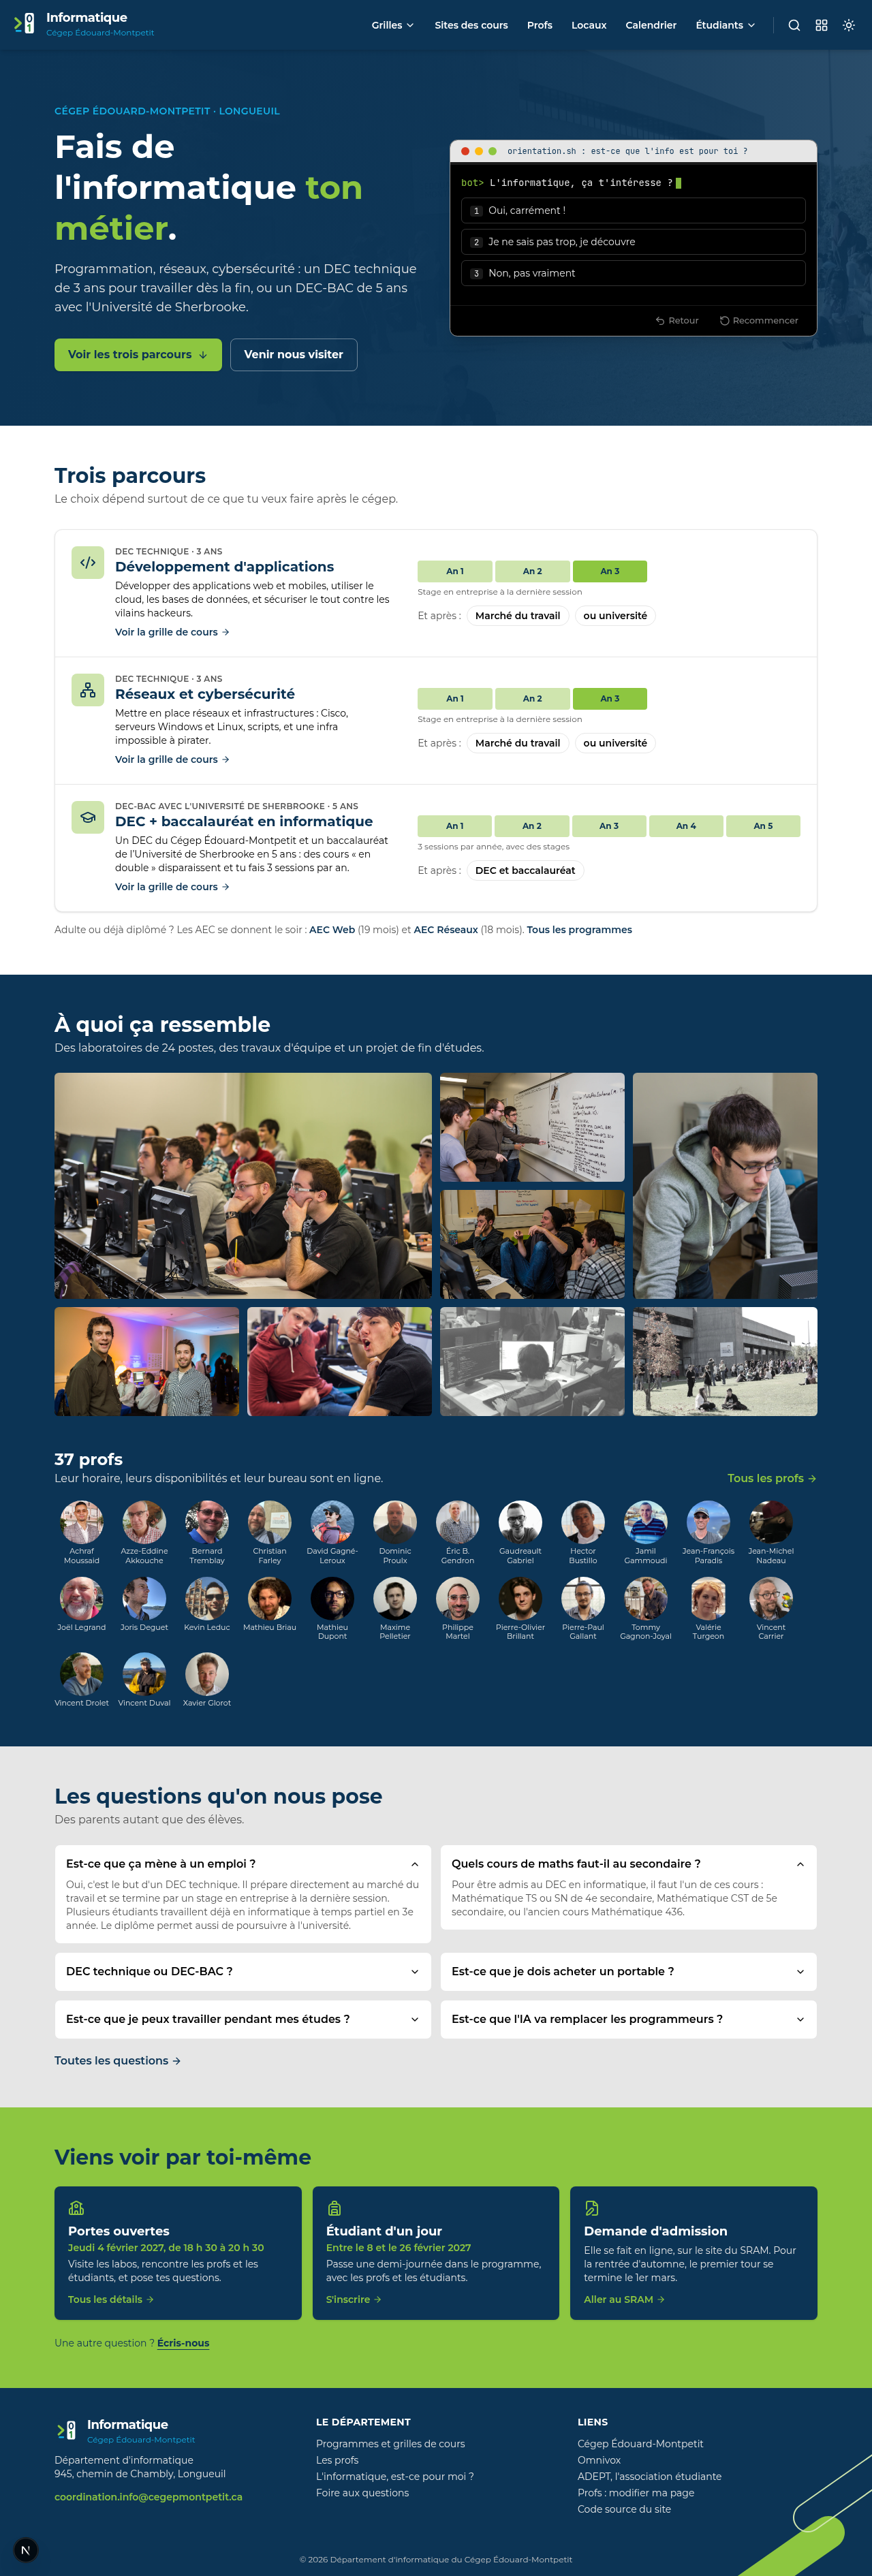 Informatique
Cégep Édouard-Montpetit
Grilles
Sites des cours
Profs
Locaux
Calendrier
Étudiants
CÉGEP ÉDOUARD-MONTPETIT · LONGUEUIL
Fais de
l'informatique ton
métier.
Programmation, réseaux, cybersécurité : un DEC technique
de 3 ans pour travailler dès la fin, ou un DEC-BAC de 5 ans
avec l'Université de Sherbrooke.
Voir les trois parcours
Venir nous visiter
orientation.sh : est-ce que l'info est pour toi ?
bot> L'informatique, ça t'intéresse ?
1 Oui, carrément !
2 Je ne sais pas trop, je découvre
3 Non, pas vraiment
Retour
Recommencer
Trois parcours
Le choix dépend surtout de ce que tu veux faire après le cégep.
DEC TECHNIQUE · 3 ANS
Développement d'applications
Développer des applications web et mobiles, utiliser le
cloud, les bases de données, et sécuriser le tout contre les
vilains hackeurs.
Voir la grille de cours
An 1
An 2
An 3
Stage en entreprise à la dernière session
Et après : Marché du travail ou université
DEC TECHNIQUE · 3 ANS
Réseaux et cybersécurité
Mettre en place réseaux et infrastructures : Cisco,
serveurs Windows et Linux, scripts, et une infra
impossible à pirater.
Voir la grille de cours
An 1
An 2
An 3
Stage en entreprise à la dernière session
Et après : Marché du travail ou université
DEC-BAC AVEC L'UNIVERSITÉ DE SHERBROOKE · 5 ANS
DEC + baccalauréat en informatique
Un DEC du Cégep Édouard-Montpetit et un baccalauréat
de l'Université de Sherbrooke en 5 ans : des cours « en
double » disparaissent et tu fais 3 sessions par an.
Voir la grille de cours
An 1
An 2
An 3
An 4
An 5
3 sessions par année, avec des stages
Et après : DEC et baccalauréat
Adulte ou déjà diplômé ? Les AEC se donnent le soir : AEC Web (19 mois) et AEC Réseaux (18 mois). Tous les programmes
À quoi ça ressemble
Des laboratoires de 24 postes, des travaux d'équipe et un projet de fin d'études.
37 profs
Leur horaire, leurs disponibilités et leur bureau sont en ligne.
Tous les profs
Achraf
Moussaid
Azze-Eddine
Akkouche
Bernard
Tremblay
Christian
Farley
David Gagné-
Leroux
Dominic
Proulx
Éric B.
Gendron
Gaudreault
Gabriel
Hector
Bustillo
Jamil
Gammoudi
Jean-François
Paradis
Jean-Michel
Nadeau
Joël Legrand
Joris Deguet
Kevin Leduc
Mathieu Briau
Mathieu
Dupont
Maxime
Pelletier
Philippe
Martel
Pierre-Olivier
Brillant
Pierre-Paul
Gallant
Tommy
Gagnon-Joyal
Valérie
Turgeon
Vincent
Carrier
Vincent Drolet
Vincent Duval
Xavier Glorot
Les questions qu'on nous pose
Des parents autant que des élèves.
Est-ce que ça mène à un emploi ?
Oui, c'est le but d'un DEC technique. Il prépare directement au marché du
travail et se termine par un stage en entreprise à la dernière session.
Plusieurs étudiants travaillent déjà en informatique à temps partiel en 3e
année. Le diplôme permet aussi de poursuivre à l'université.
Quels cours de maths faut-il au secondaire ?
Pour être admis au DEC en informatique, il faut l'un de ces cours :
Mathématique TS ou SN de 4e secondaire, Mathématique CST de 5e
secondaire, ou l'ancien cours Mathématique 436.
DEC technique ou DEC-BAC ?
Est-ce que je dois acheter un portable ?
Est-ce que je peux travailler pendant mes études ?
Est-ce que l'IA va remplacer les programmeurs ?
Toutes les questions
Viens voir par toi-même
Portes ouvertes
Jeudi 4 février 2027, de 18 h 30 à 20 h 30
Visite les labos, rencontre les profs et les
étudiants, et pose tes questions.
Tous les détails
Étudiant d'un jour
Entre le 8 et le 26 février 2027
Passe une demi-journée dans le programme,
avec les profs et les étudiants.
S'inscrire
Demande d'admission
Elle se fait en ligne, sur le site du SRAM. Pour
la rentrée d'automne, le premier tour se
termine le 1er mars.
Aller au SRAM
Une autre question ? Écris-nous
Informatique
Cégep Édouard-Montpetit
Département d'informatique
945, chemin de Chambly, Longueuil
coordination.info@cegepmontpetit.ca
LE DÉPARTEMENT
Programmes et grilles de cours
Les profs
L'informatique, est-ce pour moi ?
Foire aux questions
LIENS
Cégep Édouard-Montpetit
Omnivox
ADEPT, l'association étudiante
Profs : modifier ma page
Code source du site
© 2026 Département d'informatique du Cégep Édouard-Montpetit